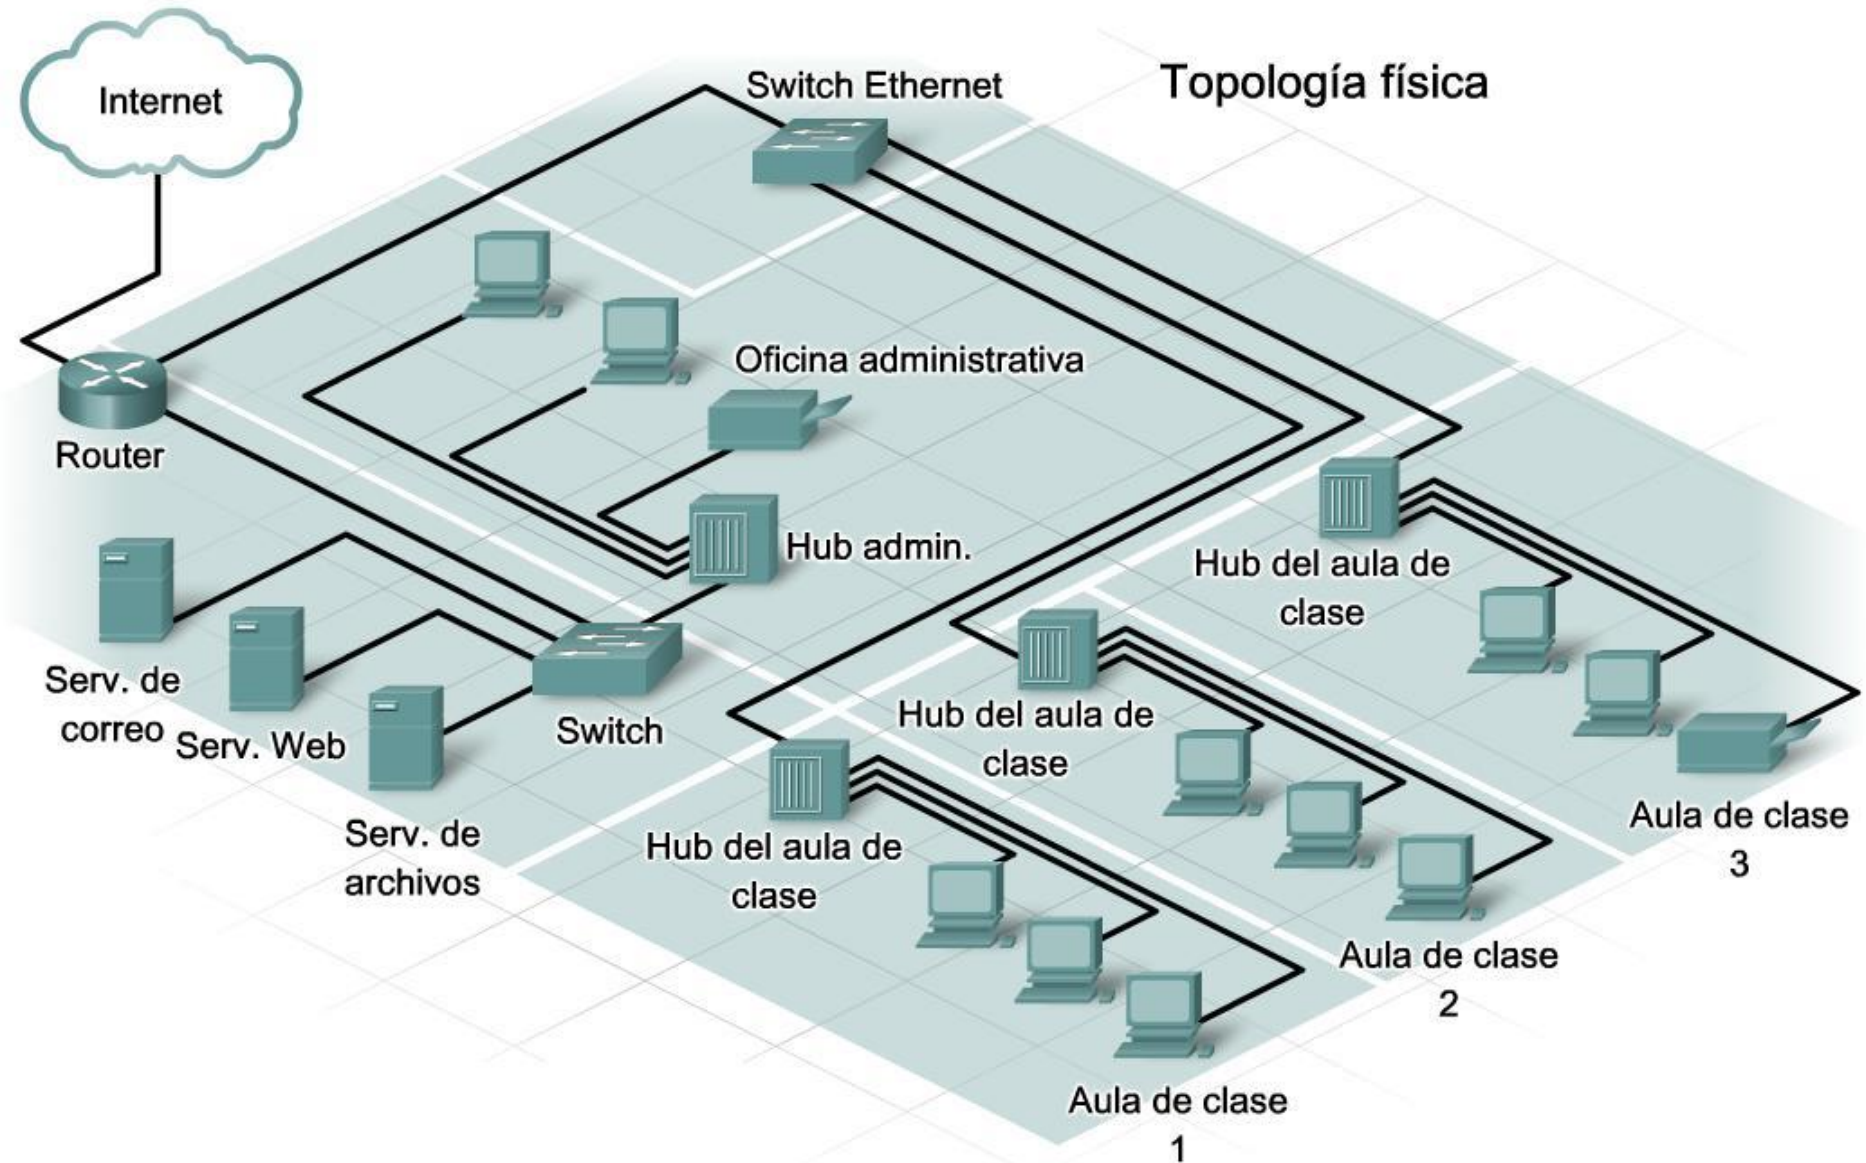 Topología física
Internet
Switch Ethernet
Oficina administrativa
Router
Hub admin.
Hub del aula de
clase
Serv. de
correo
Serv. Web
Switch
Hub del aula de
clase
Serv. de
archivos
Hub del aula de
clase
Aula de clase
3
Aula de clase
2
Aula de clase
1